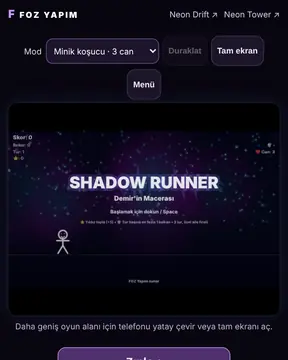 F FOZ YAPIM
Neon Drift ↗ Neon Tower ↗
Mod
Minik koşucu · 3 can
Duraklat
Tam ekran
Menü
Skor: 0
SHADOW RUNNER
Demir'in Macerası
Başlamak için dokun / Space
FOZ Yapım sunar
Daha geniş oyun alanı için telefonu yatay çevir veya tam ekranı aç.